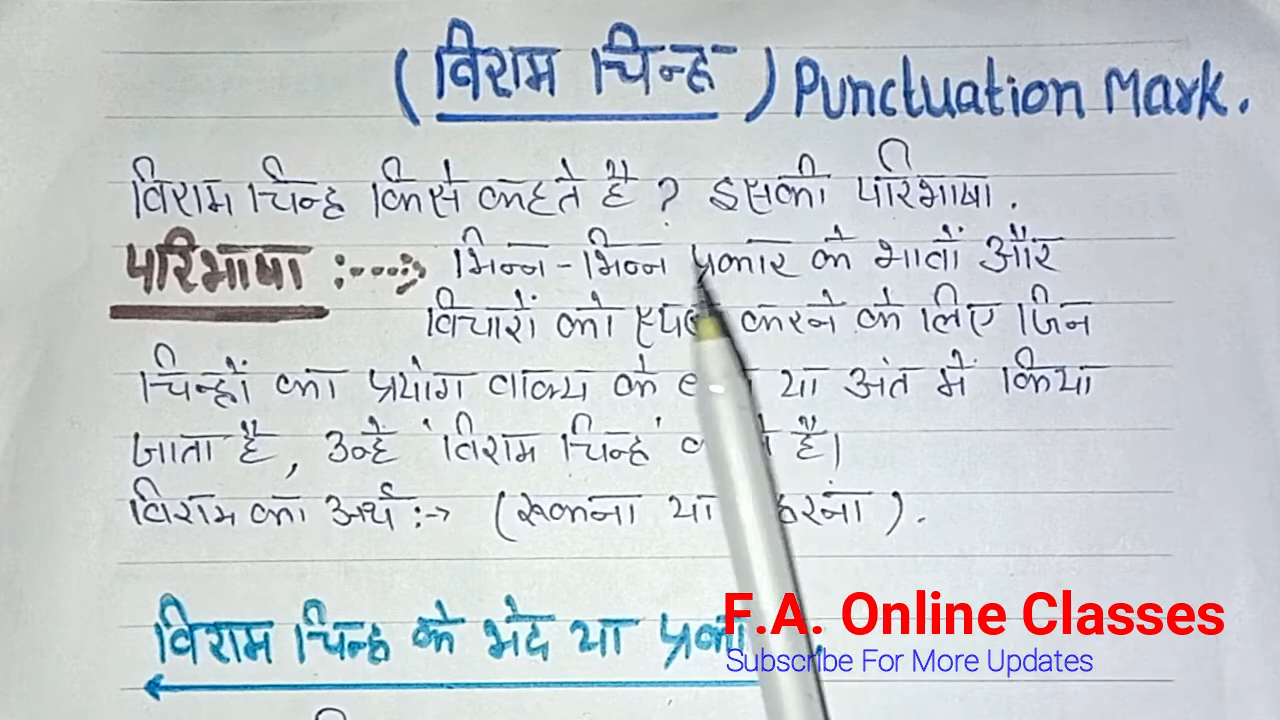 (विराम चिन्ह) Punctuation Mark.
विराम चिन्ह किसे कहते है ? इसकी परिभाषा .
परिभाषा :---:> भिन्न - भिन्न प्रकार के भावों और
विचारों को करने के लिए जिन
चिन्हों का प्रयोग वाक्य के या अंत में किया
जाता है , उन्हे 'विराम चिन्ह' है।
विराम का अर्थ :-> (रूकना या ).
विराम चिन्ह के भेद या
F.A. Online Classes
Subscribe For More Updates